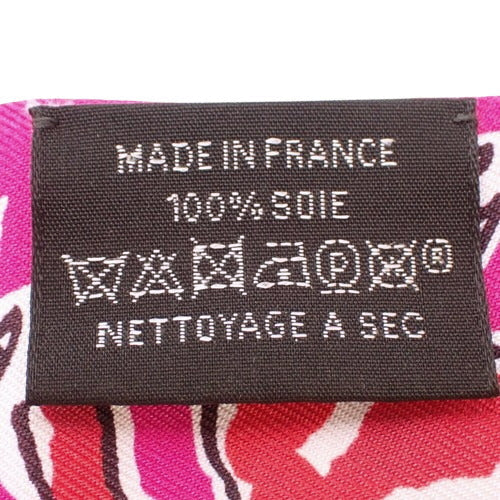 MADE IN FRANCE
100% SOIE
P ®
NETTOYAGE A SEC